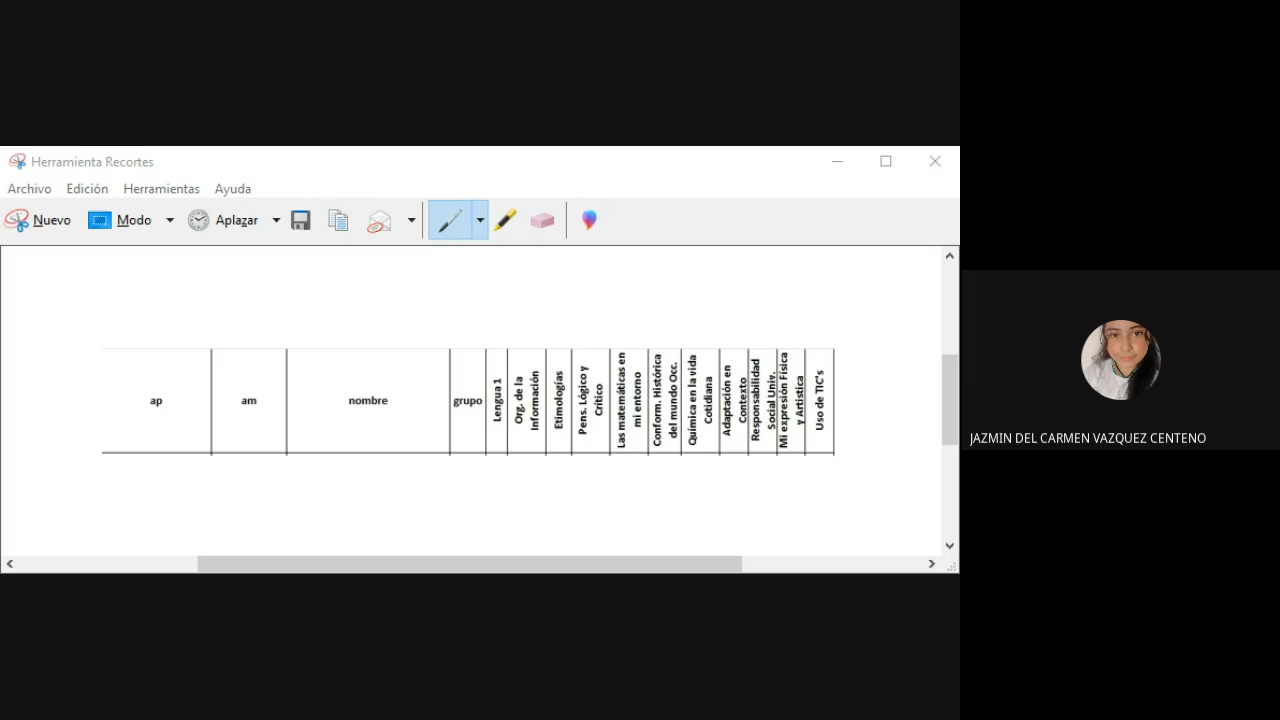 Herramienta Recortes
Archivo Edición Herramientas Ayuda
Nuevo Modo Aplazar
ap am nombre grupo
Lengua 1
Org. de la
Información
Etimologías
Pens. Lógico y
Crítico
Las matemáticas en
mi entorno
Conform. Histórica
del mundo Occ.
Química en la vida
Cotidiana
Adaptación en
Contexto
Responsabilidad
Social Univ.
Mi expresión Física
y Artística
Uso de TIC's
JAZMIN DEL CARMEN VAZQUEZ CENTENO